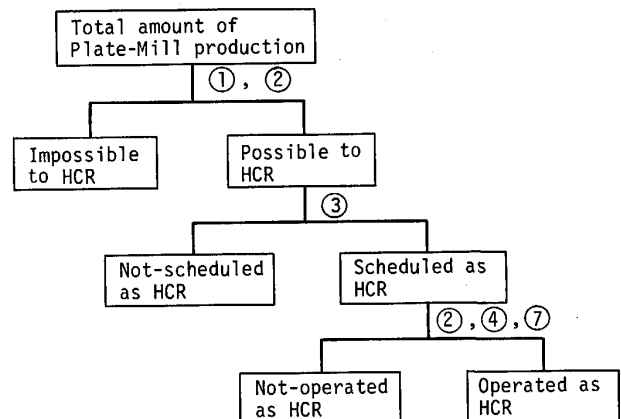 Total amount of
Plate-Mill production
①, ②
Impossible
to HCR
Possible to
HCR
③
Not-scheduled
as HCR
Scheduled as
HCR
②, ④, ⑦
Not-operated
as HCR
Operated as
HCR